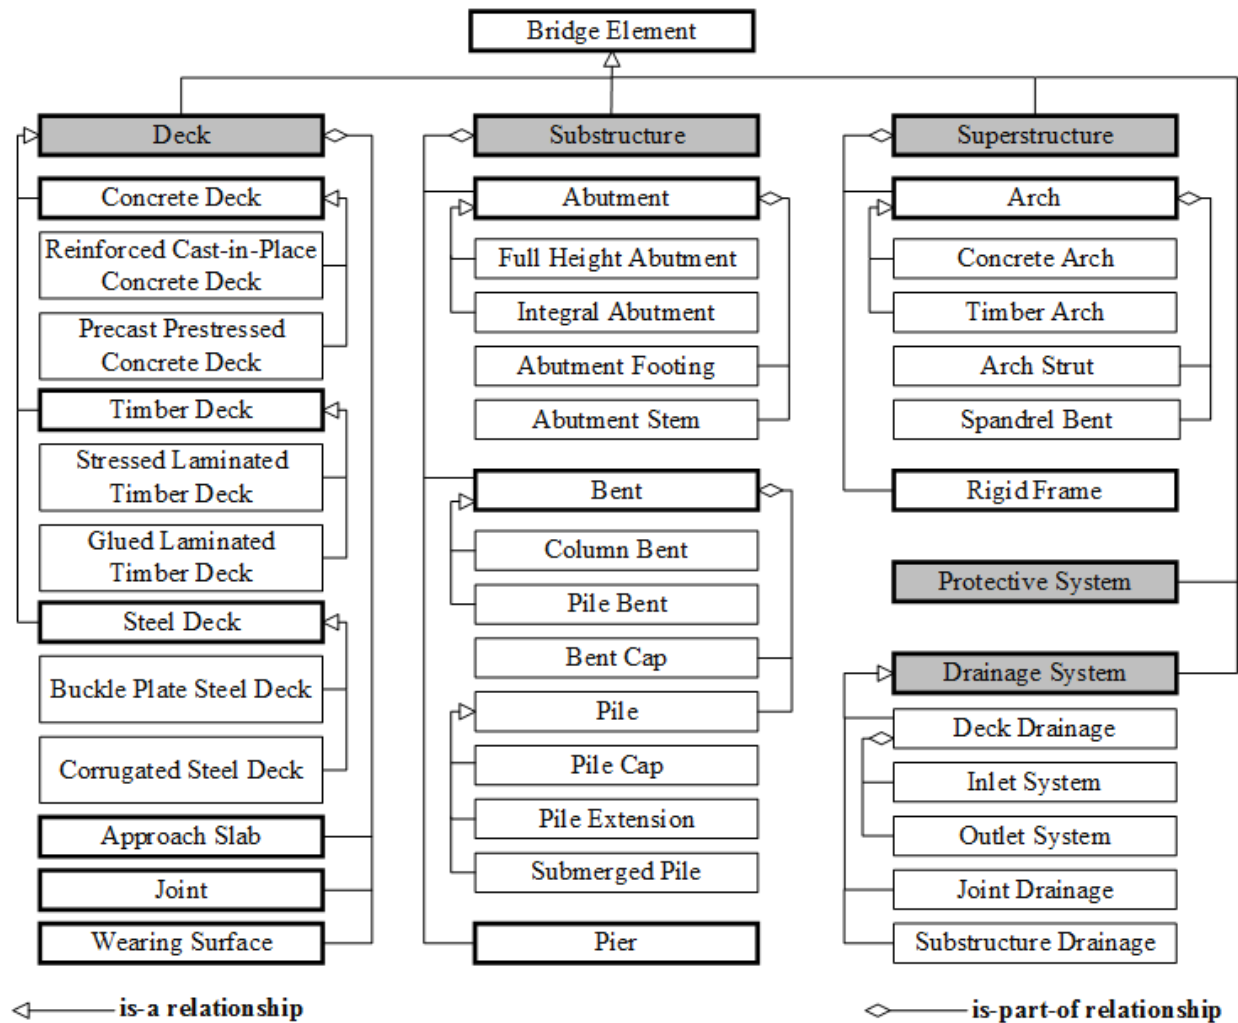 Bridge Element
Deck
Concrete Deck
Reinforced Cast-in-Place
Concrete Deck
Precast Prestressed
Concrete Deck
Timber Deck
Stressed Laminated
Timber Deck
Glued Laminated
Timber Deck
Steel Deck
Buckle Plate Steel Deck
Corrugated Steel Deck
Approach Slab
Joint
Wearing Surface
Substructure
Abutment
Full Height Abutment
Integral Abutment
Abutment Footing
Abutment Stem
Bent
Column Bent
Pile Bent
Bent Cap
Pile
Pile Cap
Pile Extension
Submerged Pile
Pier
Superstructure
Arch
Concrete Arch
Timber Arch
Arch Strut
Spandrel Bent
Rigid Frame
Protective System
Drainage System
Deck Drainage
Inlet System
Outlet System
Joint Drainage
Substructure Drainage
is-a relationship
is-part-of relationship